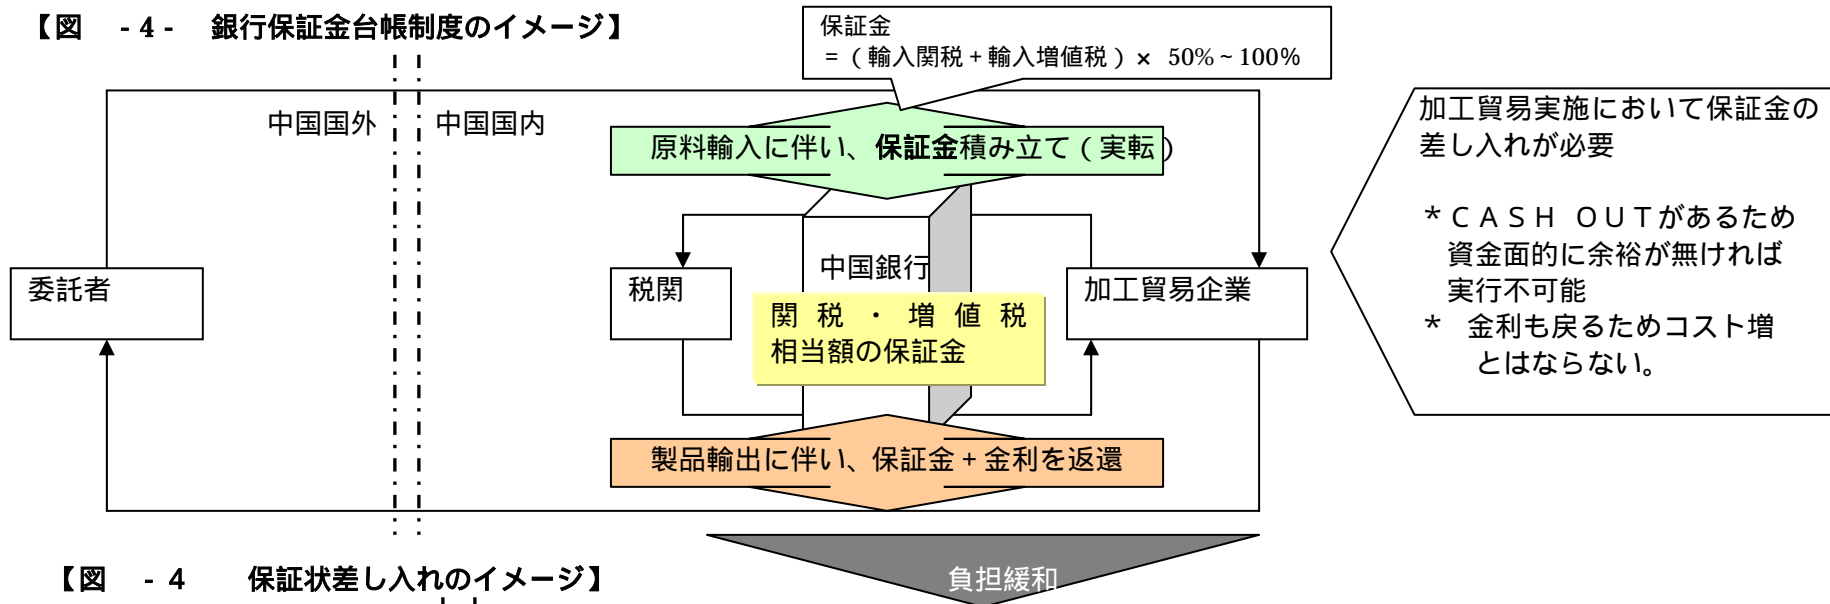 【図　- 4 -　銀行保証金台帳制度のイメージ】
保証金
=（輸入関税+輸入増値税）× 50%~100%
中国国外
中国国内
原料輸入に伴い、保証金積み立て（実転）
加工貿易実施において保証金の
差し入れが必要
*ＣＡＳＨ ＯＵＴがあるため
資金面的に余裕が無ければ
実行不可能
* 金利も戻るためコスト増
とはならない。
委託者
税関
中国銀行
加工貿易企業
関税・増値税
相当額の保証金
製品輸出に伴い、保証金+金利を返還
負担緩和
【図　- ４　保証状差し入れのイメージ】